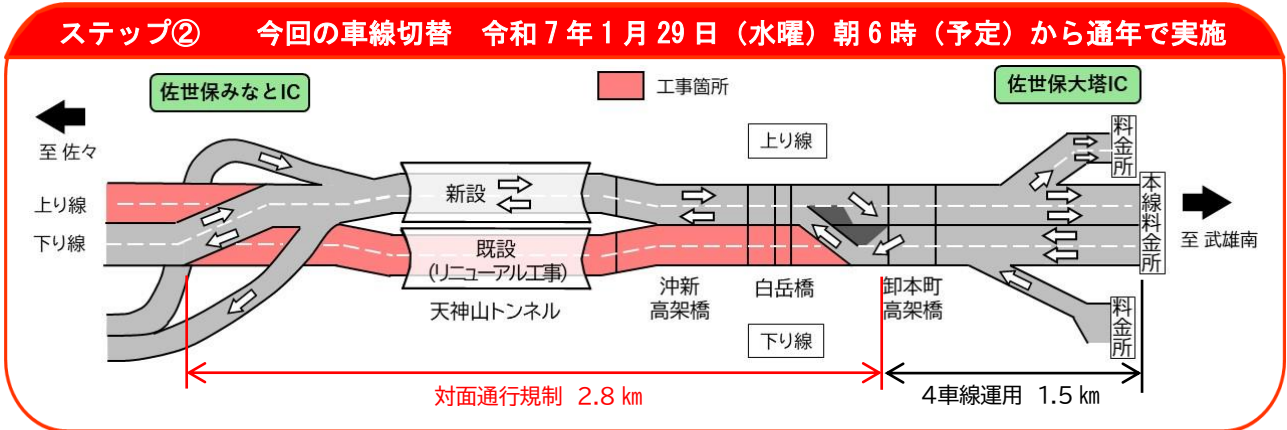 ステップ② 今回の車線切替 令和7年1月29日(水曜)朝6時(予定)から通年で実施
佐世保みなとIC
工事箇所
佐世保大塔IC
至 佐々
上り線
料金所
上り線
下り線
新設
本線料金所
至 武雄南
既設
(リニューアル工事)
天神山トンネル
沖新
高架橋
白岳橋
卸本町
高架橋
料金所
下り線
対面通行規制 2.8㎞
4車線運用 1.5㎞